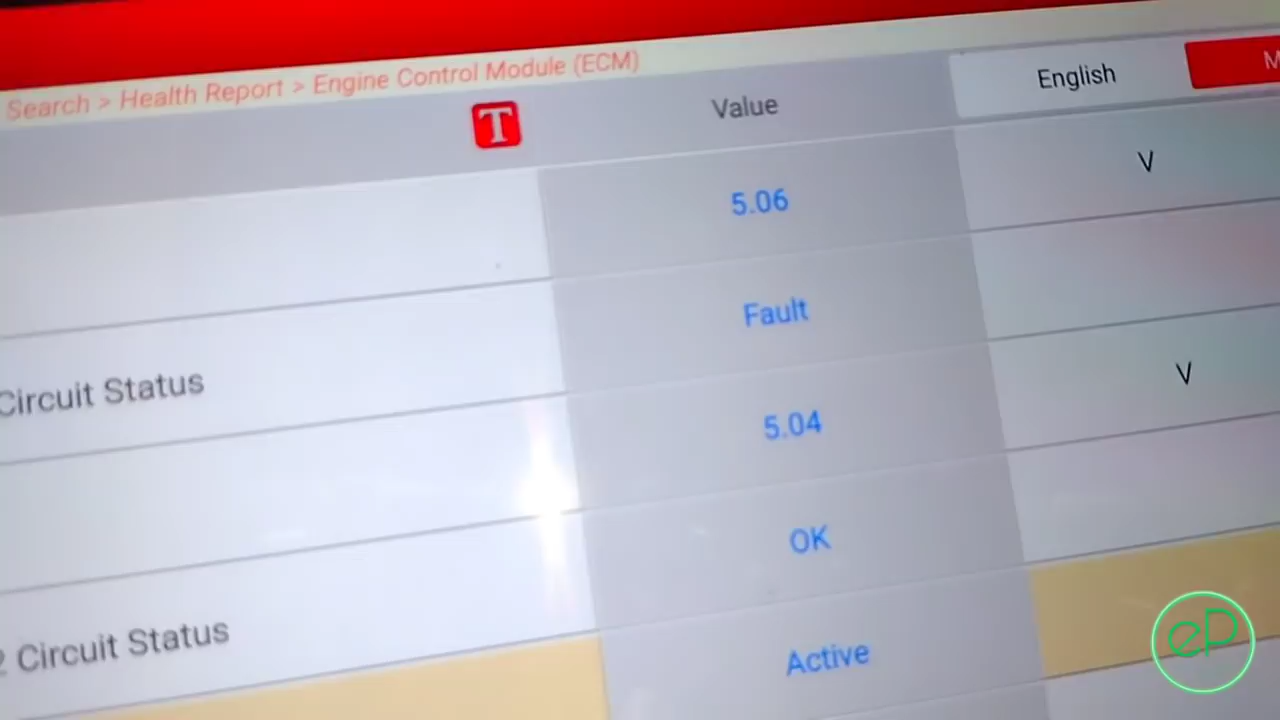 Search > Health Report > Engine Control Module (ECM)
T
Value
English
5.06
V
Fault
Circuit Status
5.04
V
OK
2 Circuit Status
Active
eP